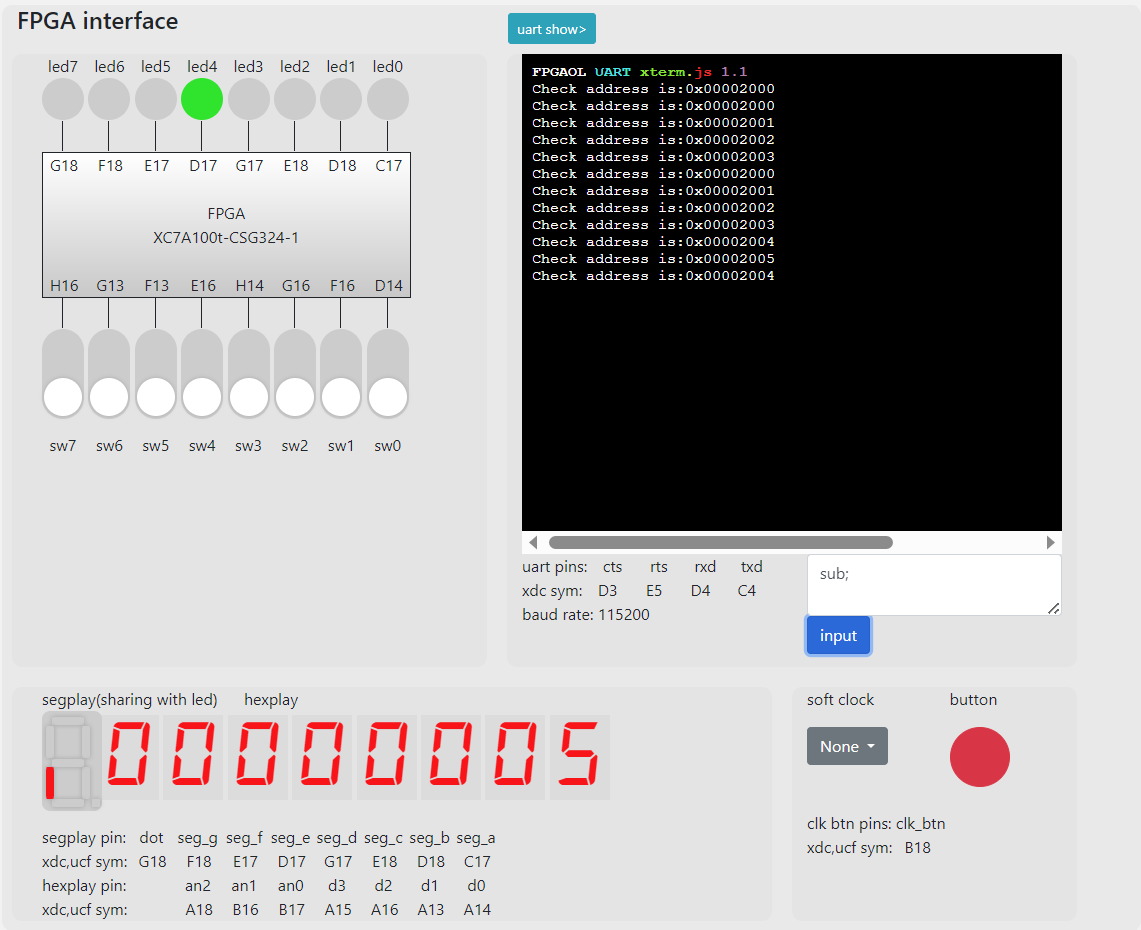 FPGA interface
uart show>
led7 led6 led5 led4 led3 led2 led1 led0
G18 F18 E17 D17 G17 E18 D18 C17
FPGA
XC7A100t-CSG324-1
H16 G13 F13 E16 H14 G16 F16 D14
sw7 sw6 sw5 sw4 sw3 sw2 sw1 sw0
FPGAOL UART xterm.js 1.1
Check address is:0x00002000
Check address is:0x00002000
Check address is:0x00002001
Check address is:0x00002002
Check address is:0x00002003
Check address is:0x00002000
Check address is:0x00002001
Check address is:0x00002002
Check address is:0x00002003
Check address is:0x00002004
Check address is:0x00002005
Check address is:0x00002004
uart pins: cts rts rxd txd
xdc sym: D3 E5 D4 C4
baud rate: 115200
sub;
input
segplay(sharing with led) hexplay
00000005
segplay pin: dot seg_g seg_f seg_e seg_d seg_c seg_b seg_a
xdc,ucf sym: G18 F18 E17 D17 G17 E18 D18 C17
hexplay pin: an2 an1 an0 d3 d2 d1 d0
xdc,ucf sym: A18 B16 B17 A15 A16 A13 A14
soft clock button
None
clk btn pins: clk_btn
xdc,ucf sym: B18